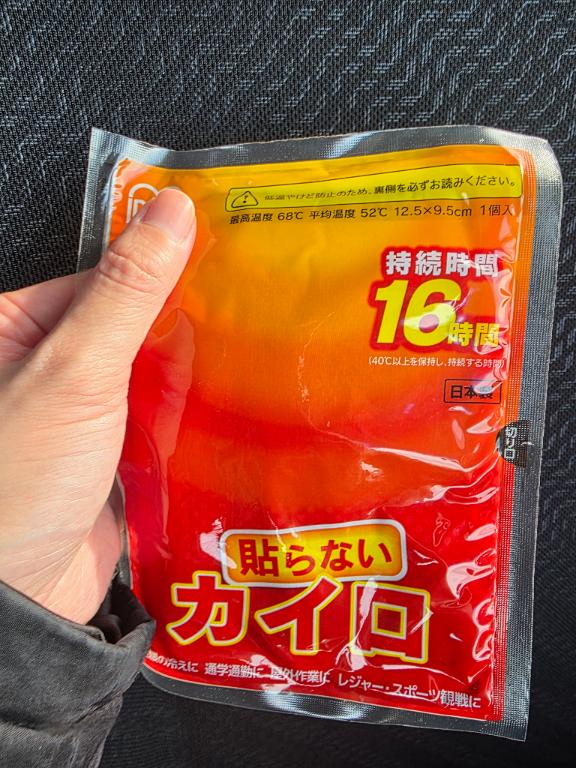 低温やけど防止のため、裏側を必ずお読みください。
最高温度 68℃ 平均温度 52℃ 12.5×9.5cm 1個入
持続時間
16時間
(40℃以上を保持し、持続する時間)
日本製
切り口
貼らない
カイロ
の冷えに 通学通勤に 屋外作業に レジャー・スポーツ観戦に